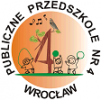 PUBLICZNE PRZEDSZKOLE NR 4
4
WROCŁAW